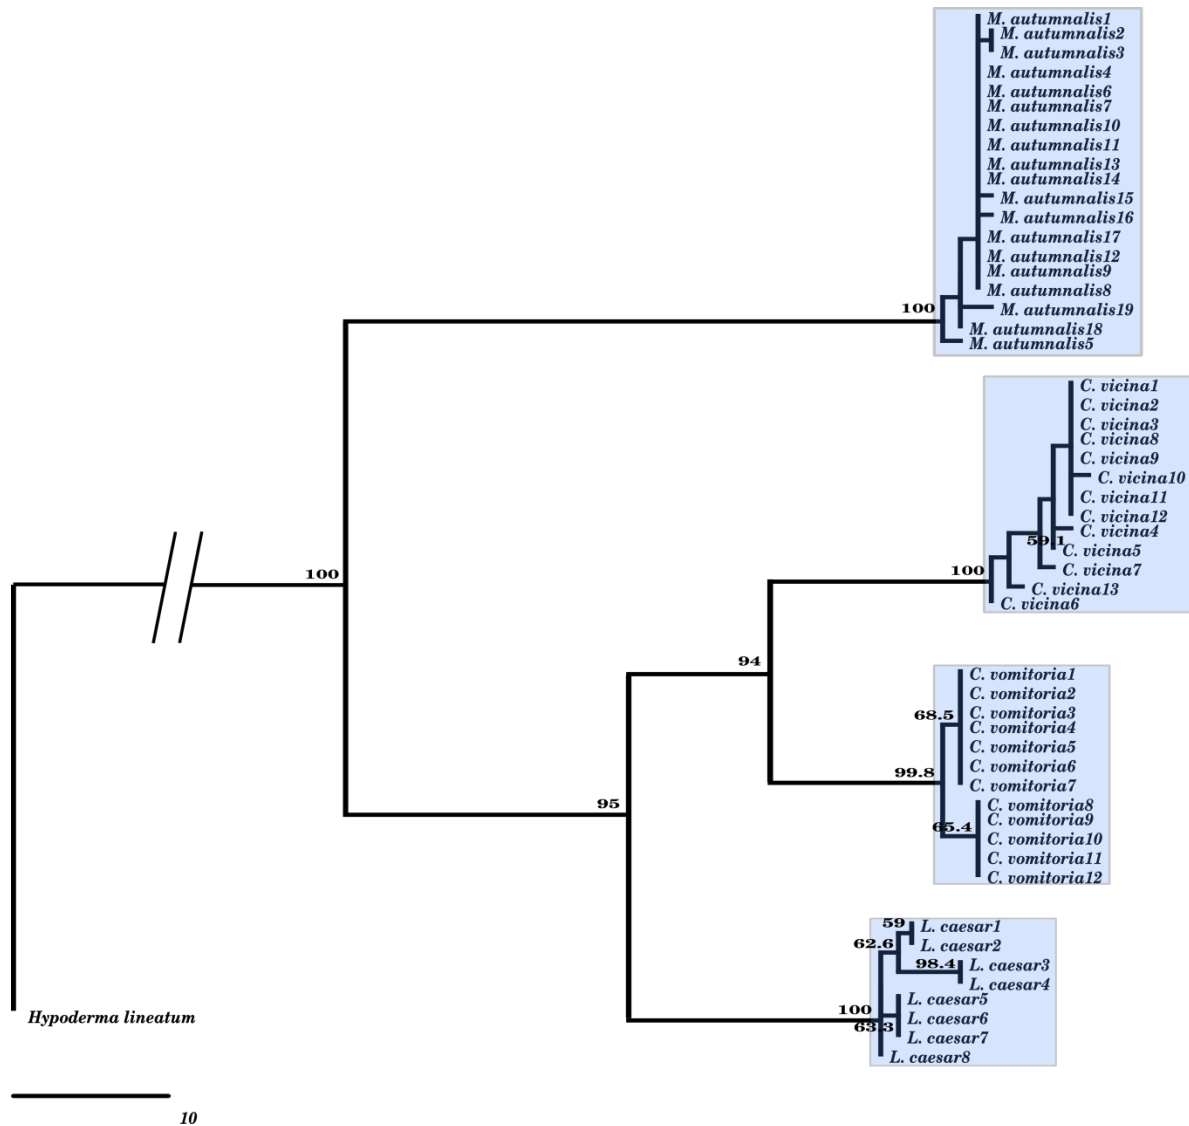 M. autumnalis1
M. autumnalis2
M. autumnalis3
M. autumnalis4
M. autumnalis6
M. autumnalis7
M. autumnalis10
M. autumnalis11
M. autumnalis13
M. autumnalis14
M. autumnalis15
M. autumnalis16
M. autumnalis17
M. autumnalis12
M. autumnalis9
M. autumnalis8
100
M. autumnalis19
M. autumnalis18
M. autumnalis5
C. vicina1
C. vicina2
C. vicina3
C. vicina8
C. vicina9
C. vicina10
C. vicina11
C. vicina12
C. vicina4
59.1
C. vicina5
C. vicina7
100
100
C. vicina13
C. vicina6
94
C. vomitoria1
C. vomitoria2
C. vomitoria3
68.5
C. vomitoria4
C. vomitoria5
C. vomitoria6
99.8
C. vomitoria7
95
C. vomitoria8
C. vomitoria9
65.4
C. vomitoria10
C. vomitoria11
C. vomitoria12
59
L. caesar1
62.6
L. caesar2
98.4
L. caesar3
L. caesar4
L. caesar5
100
L. caesar6
63.3
L. caesar7
L. caesar8
Hypoderma lineatum
10